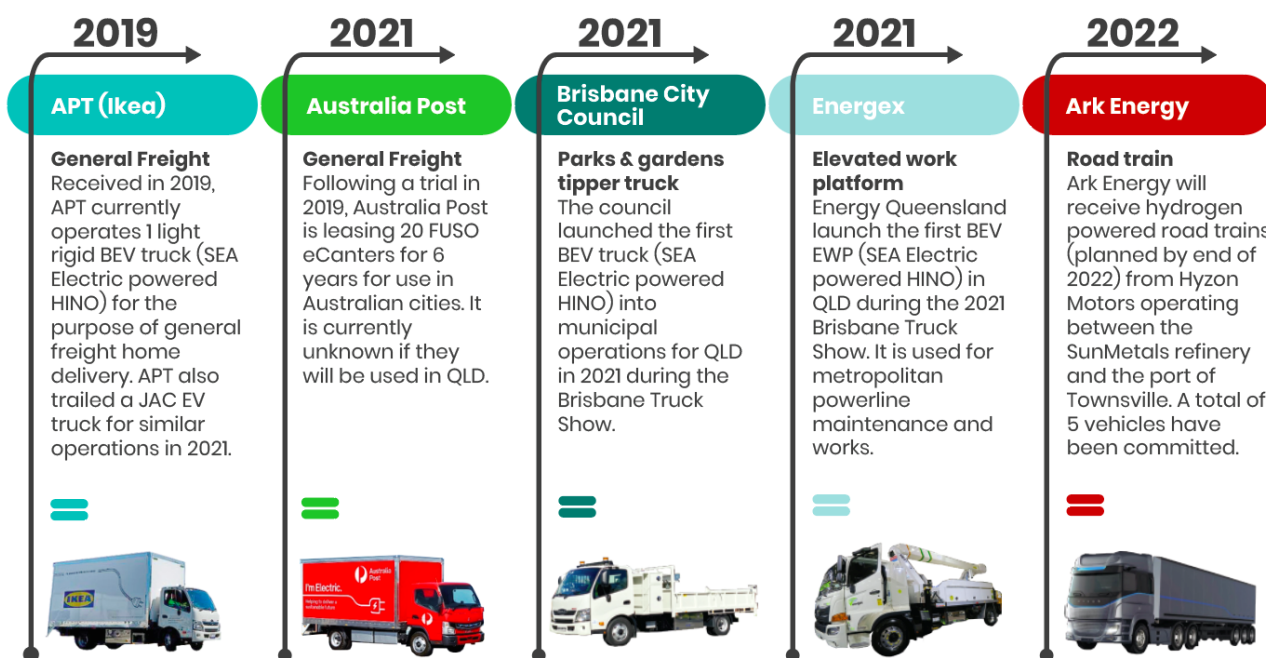 2019
APT (Ikea)
General Freight
Received in 2019,
APT currently
operates 1 light
rigid BEV truck (SEA
Electric powered
HINO) for the
purpose of general
freight home
delivery. APT also
trailed a JAC EV
truck for similar
operations in 2021.
IKEA
2021
Australia Post
General Freight
Following a trial in
2019, Australia Post
is leasing 20 FUSO
eCanters for 6
years for use in
Australian cities. It
is currently
unknown if they
will be used in QLD.
I'm Electric.
Helping to deliver a
sustainable future
Australia
Post
2021
Brisbane City
Council
Parks & gardens
tipper truck
The council
launched the first
BEV truck (SEA
Electric powered
HINO) into
municipal
operations for QLD
in 2021 during the
Brisbane Truck
Show.
2021
Energex
Elevated work
platform
Energy Queensland
launch the first BEV
EWP (SEA Electric
powered HINO) in
QLD during the 2021
Brisbane Truck
Show. It is used for
metropolitan
powerline
maintenance and
works.
2022
Ark Energy
Road train
Ark Energy will
receive hydrogen
powered road trains
(planned by end of
2022) from Hyzon
Motors operating
between the
SunMetals refinery
and the port of
Townsville. A total of
5 vehicles have
been committed.